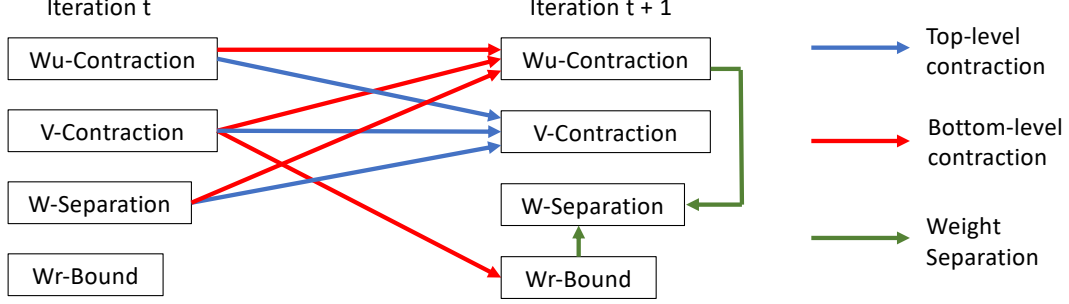 Iteration t
Iteration t + 1
Wu-Contraction
Wu-Contraction
Top-level
contraction
V-Contraction
V-Contraction
Bottom-level
contraction
W-Separation
W-Separation
Weight
Separation
Wr-Bound
Wr-Bound